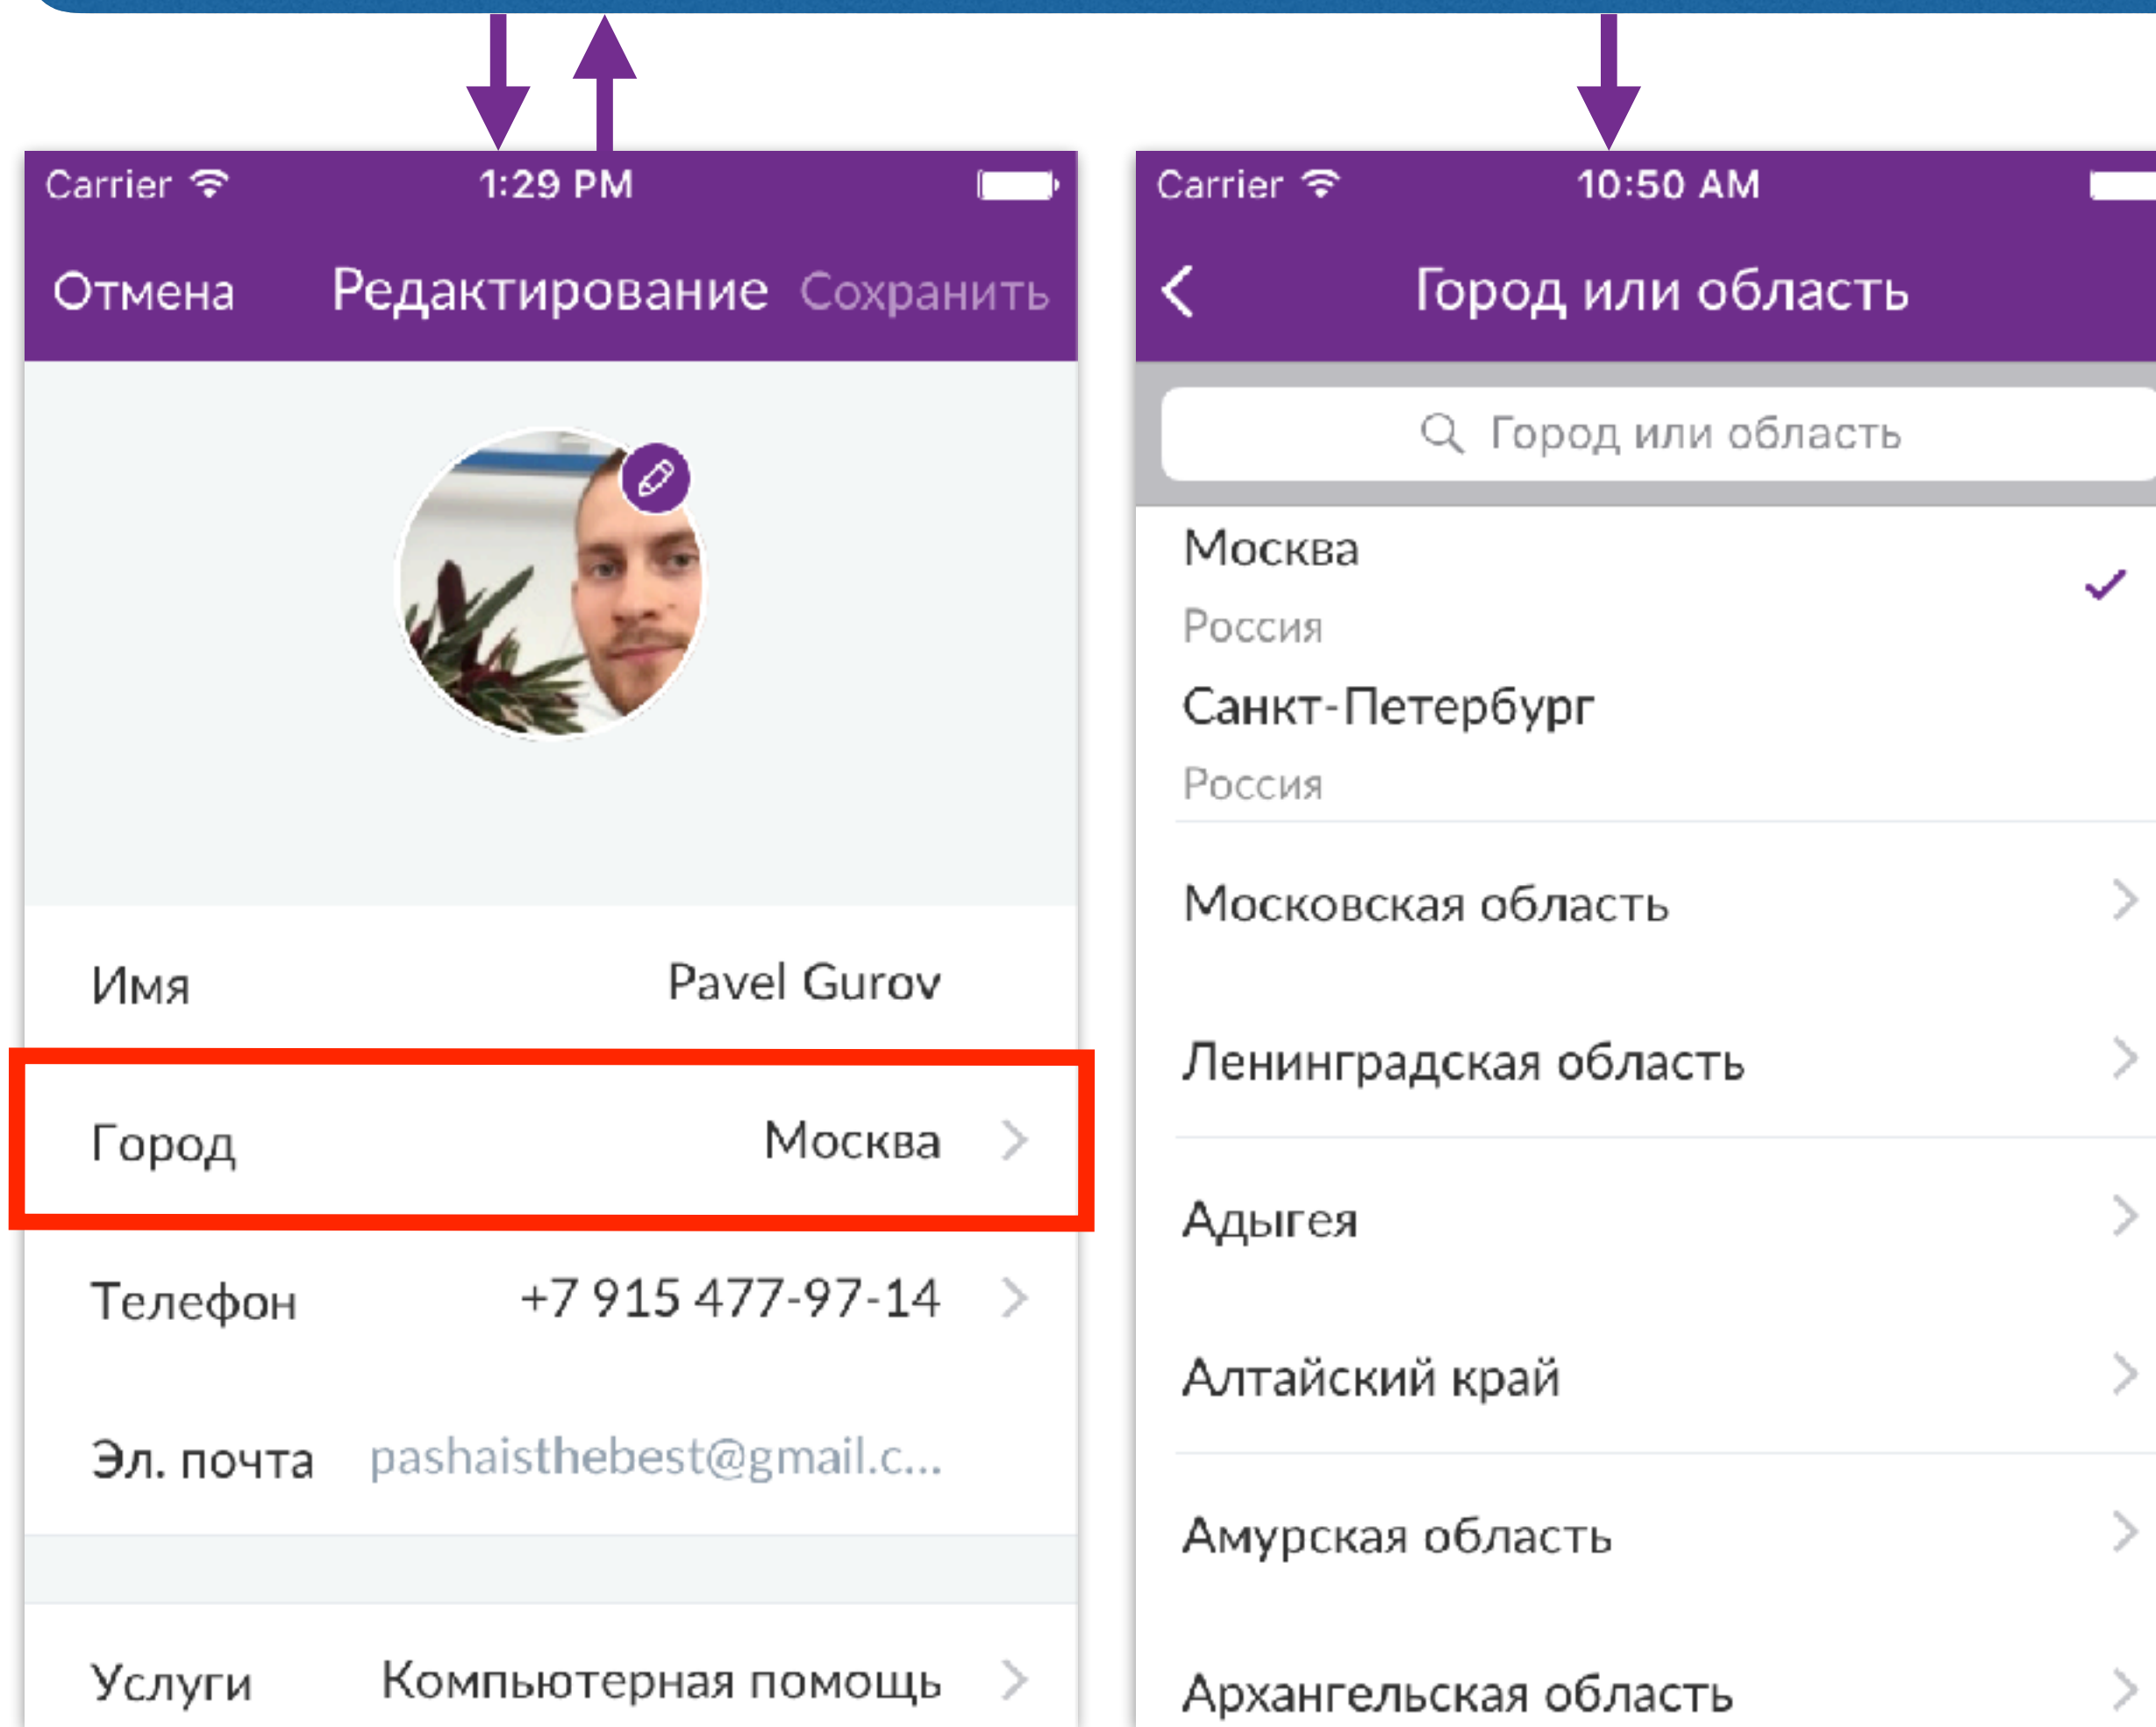 Carrier 1:29 PM
Отмена Редактирование Сохранить
Имя Pavel Gurov
Город Москва
Телефон +7 915 477-97-14
Эл. почта pashaisthebest@gmail.c...
Услуги Компьютерная помощь
Carrier 10:50 AM
Город или область
Город или область
Москва
Россия
Санкт-Петербург
Россия
Московская область
Ленинградская область
Адыгея
Алтайский край
Амурская область
Архангельская область